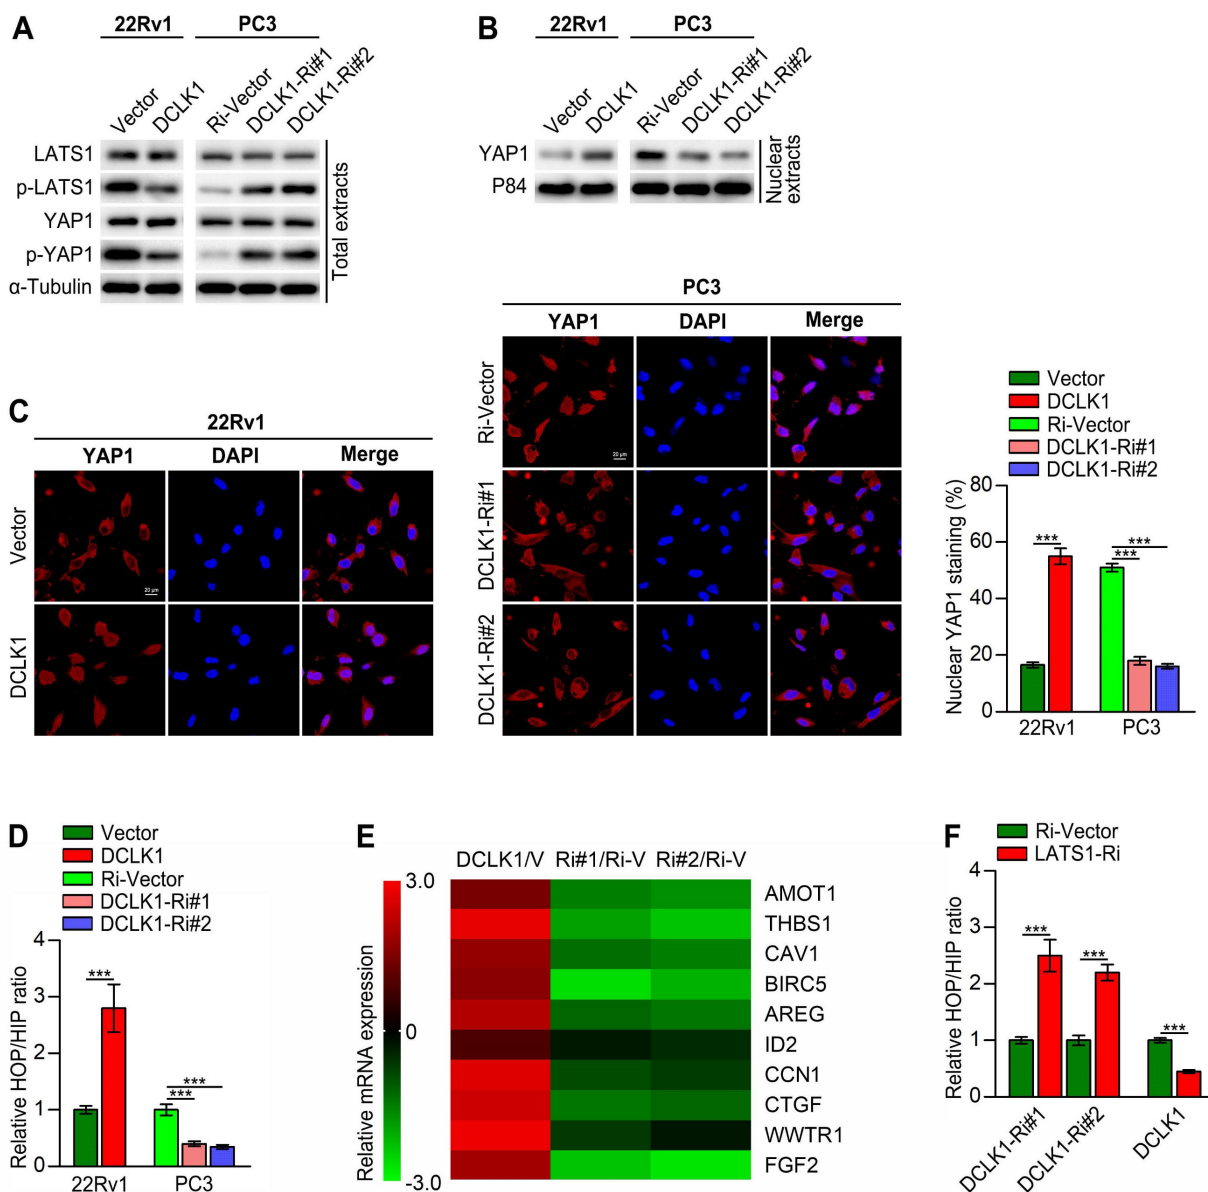 A
22Rv1
PC3
Vector
DCLK1
Ri-Vector
DCLK1-Ri#1
DCLK1-Ri#2
LATS1
p-LATS1
YAP1
p-YAP1
α-Tubulin
Total extracts
B
22Rv1
PC3
Vector
DCLK1
Ri-Vector
DCLK1-Ri#1
DCLK1-Ri#2
YAP1
P84
Nuclear
extracts
C
22Rv1
YAP1
DAPI
Merge
Vector
20 µm
DCLK1
PC3
YAP1
DAPI
Merge
Ri-Vector
20 µm
DCLK1-Ri#1
DCLK1-Ri#2
Vector
DCLK1
Ri-Vector
DCLK1-Ri#1
DCLK1-Ri#2
Nuclear YAP1 staining (%)
80
60
40
20
0
***
***
***
22Rv1
PC3
D
Vector
DCLK1
Ri-Vector
DCLK1-Ri#1
DCLK1-Ri#2
Relative HOP/HIP ratio
4
3
2
1
0
***
***
***
22Rv1
PC3
E
DCLK1/V
Ri#1/Ri-V
Ri#2/Ri-V
3.0
0
-3.0
Relative mRNA expression
AMOT1
THBS1
CAV1
BIRC5
AREG
ID2
CCN1
CTGF
WWTR1
FGF2
F
Ri-Vector
LATS1-Ri
Relative HOP/HIP ratio
4
3
2
1
0
***
***
***
DCLK1-Ri#1
DCLK1-Ri#2
DCLK1